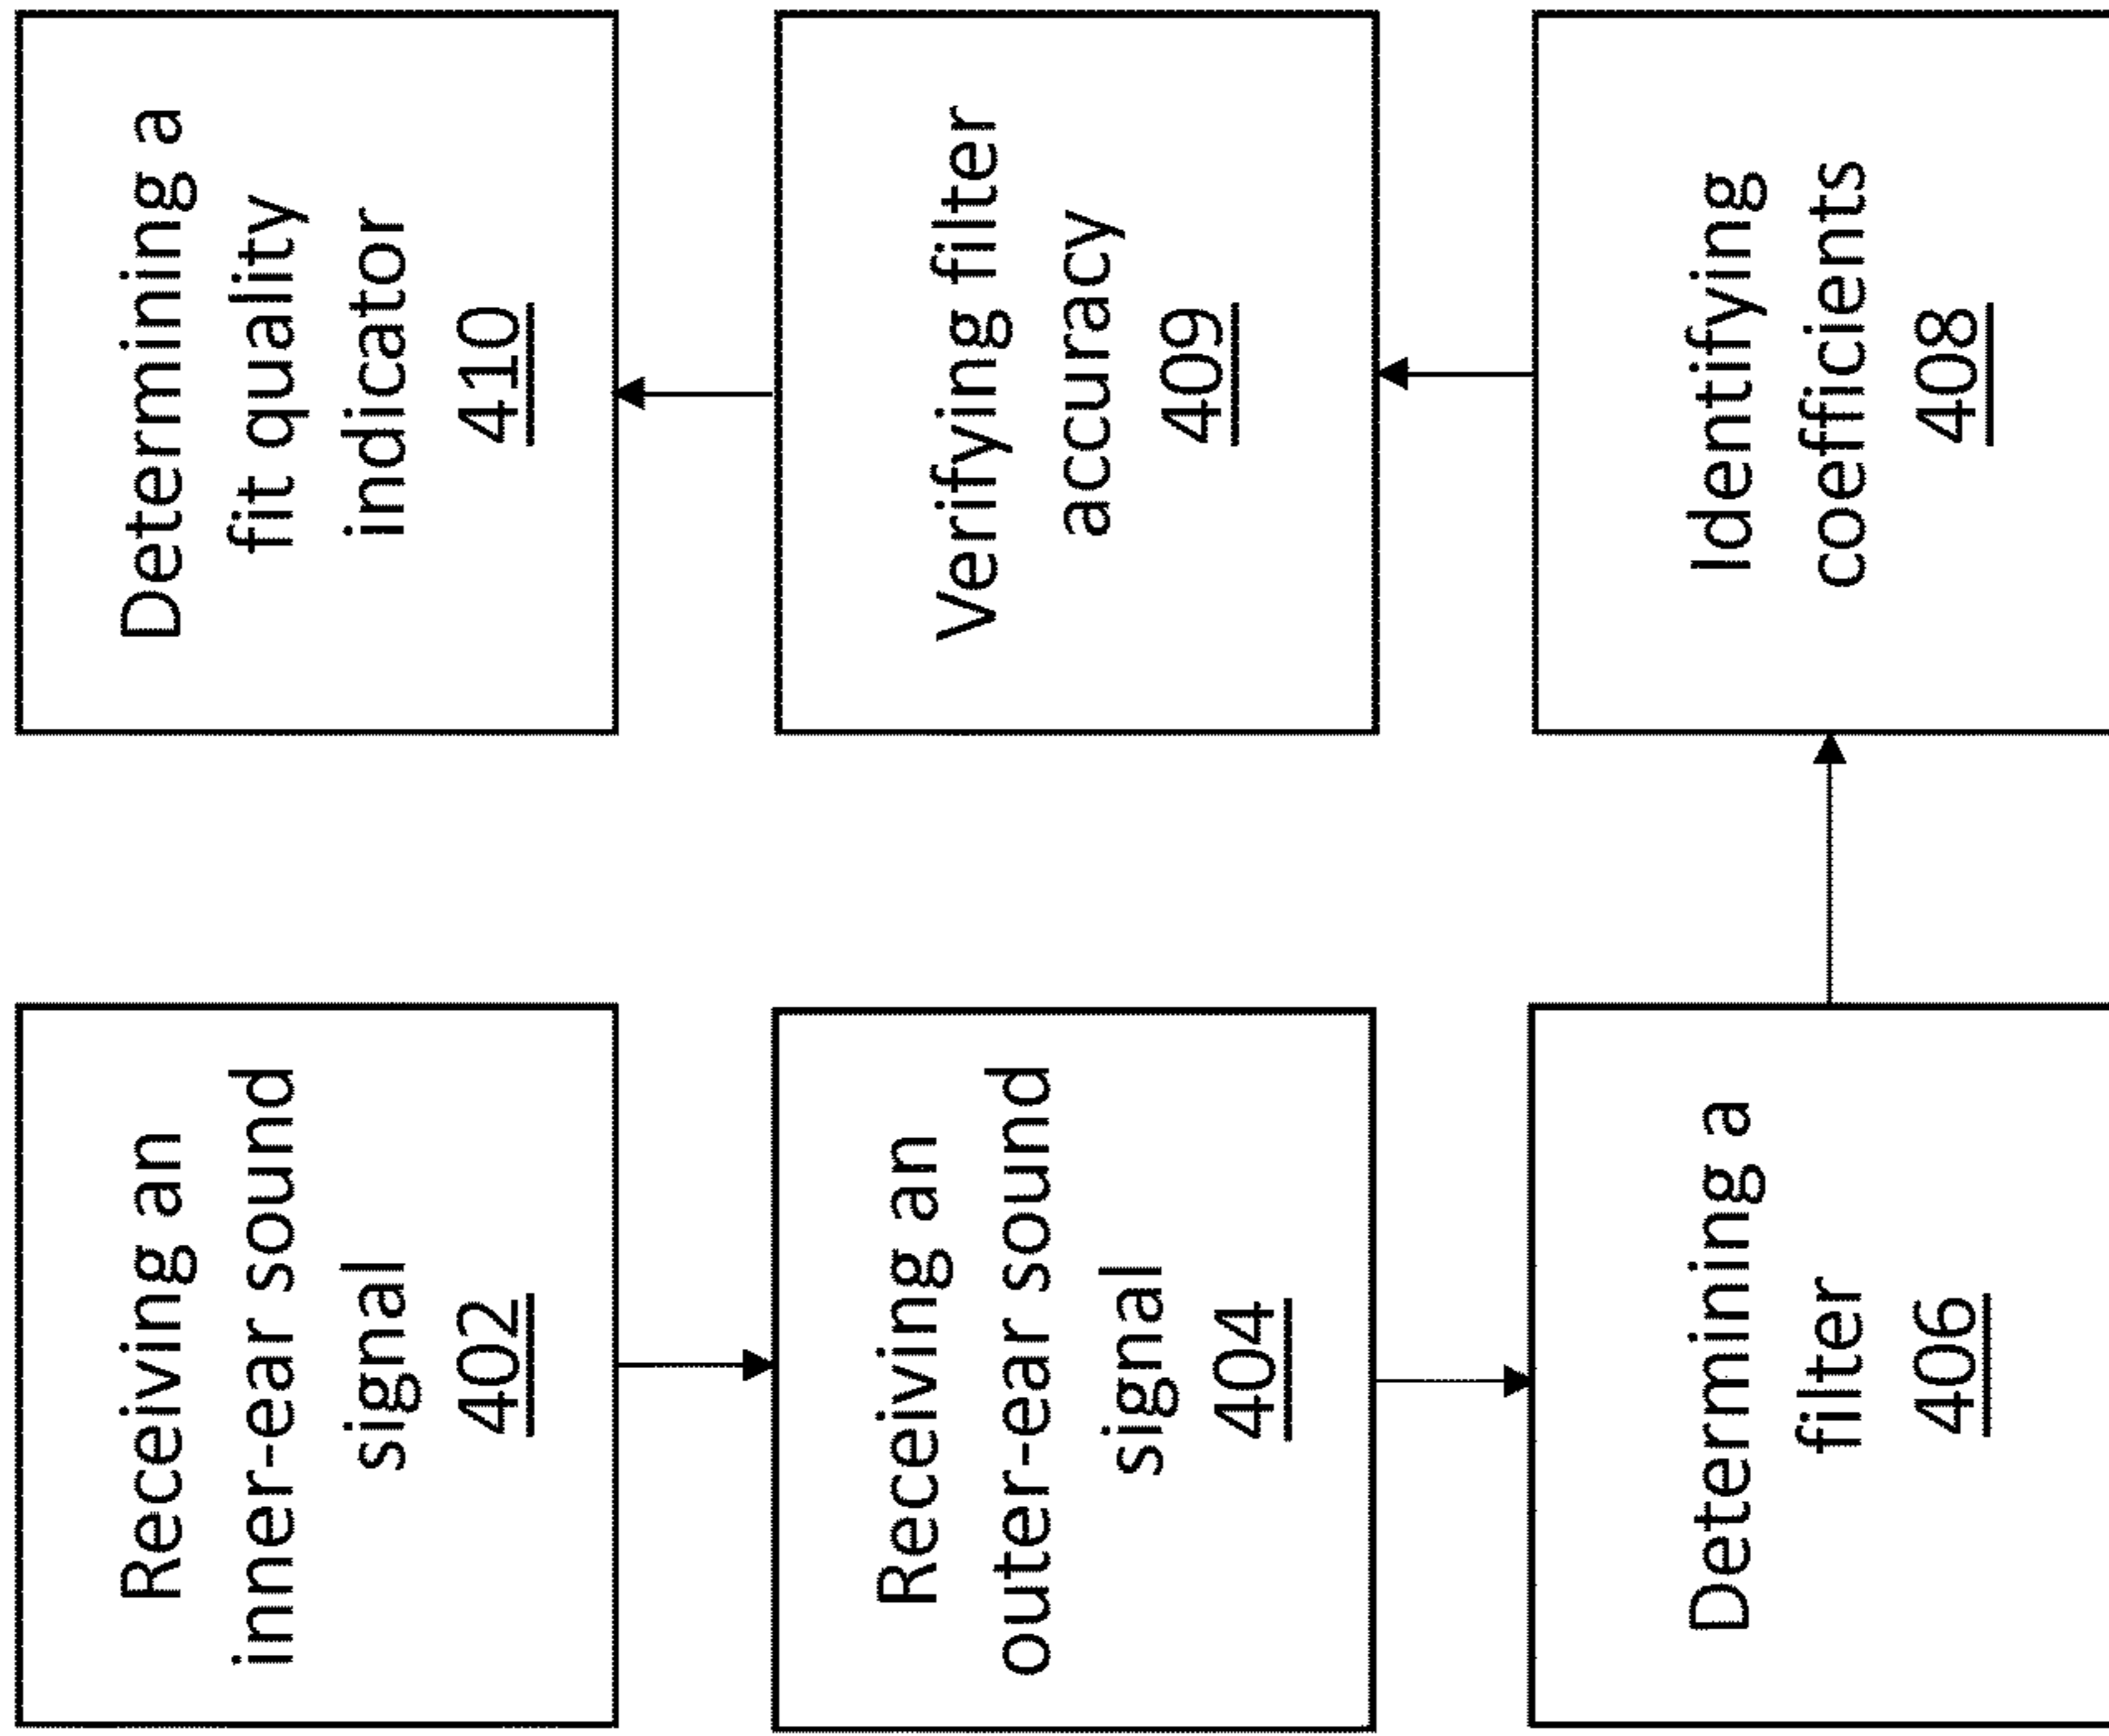 Receiving an
inner-ear sound
signal
402
Receiving an
outer-ear sound
signal
404
Determining a
filter
406
Identifying
coefficients
408
Verifying filter
accuracy
409
Determining a
fit quality
indicator
410